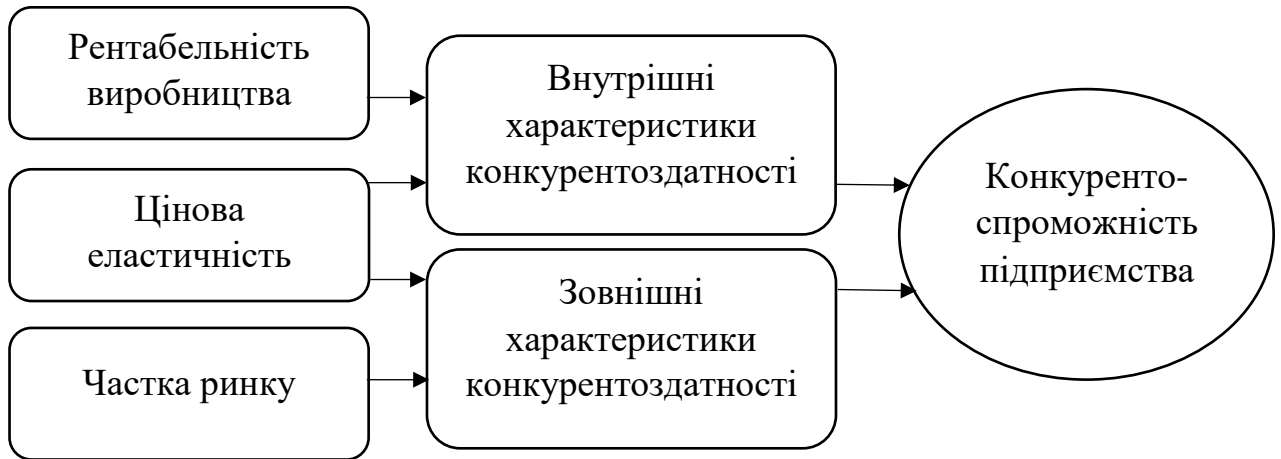 Рентабельність
виробництва
Цінова
еластичність
Частка ринку
Внутрішні
характеристики
конкурентоздатності
Зовнішні
характеристики
конкурентоздатності
Конкуренто-
спроможність
підприємства